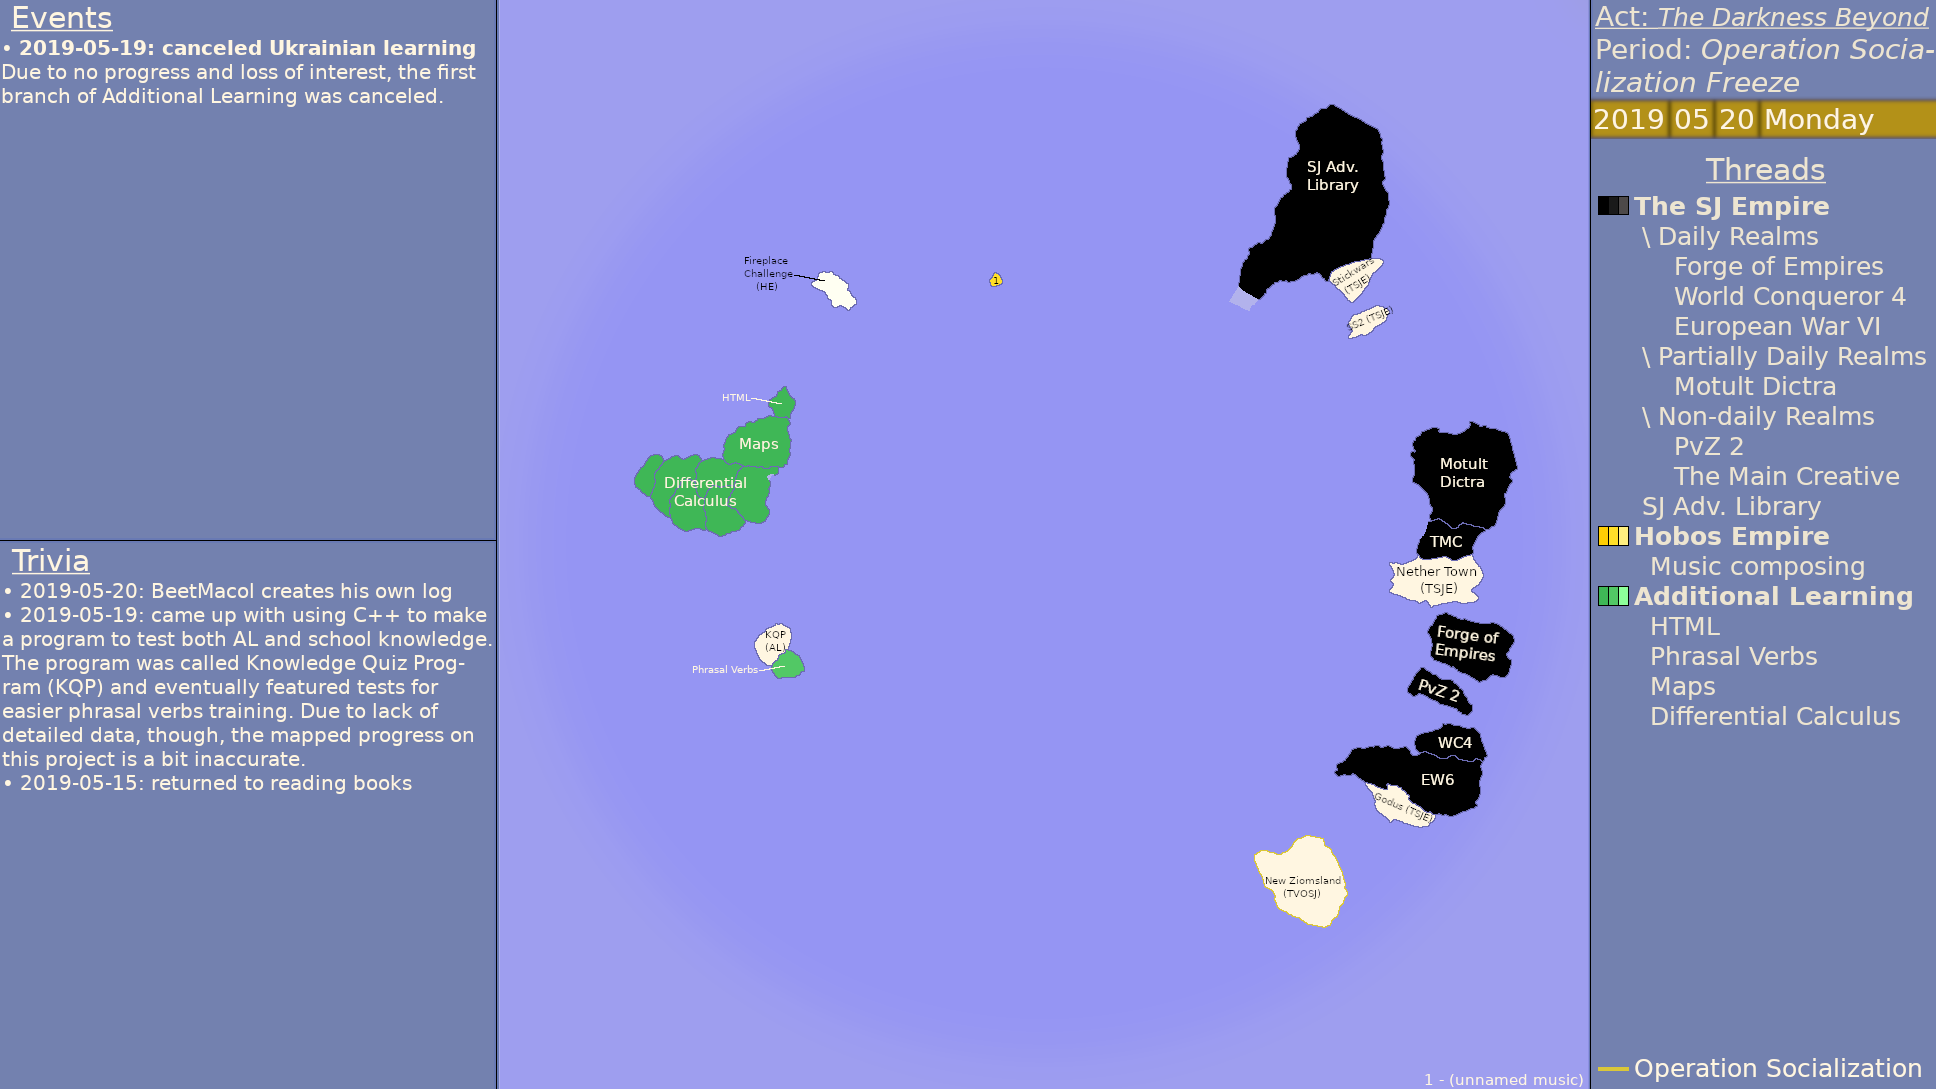 Events
• 2019-05-19: canceled Ukrainian learning
Due to no progress and loss of interest, the first
branch of Additional Learning was canceled.
Trivia
• 2019-05-20: BeetMacol creates his own log
• 2019-05-19: came up with using C++ to make
a program to test both AL and school knowledge.
The program was called Knowledge Quiz Prog-
ram (KQP) and eventually featured tests for
easier phrasal verbs training. Due to lack of
detailed data, though, the mapped progress on
this project is a bit inaccurate.
• 2019-05-15: returned to reading books
SJ Adv.
Library
Stickwars
(TSJE)
SS2 (TSJE)
Fireplace
Challenge
(HE)
1
HTML
Maps
Differential
Calculus
KQP
(AL)
Phrasal Verbs
Motult
Dictra
TMC
Nether Town
(TSJE)
Forge of
Empires
PvZ 2
WC4
EW6
Godus (TSJE)
New Ziomsland
(TVOSJ)
1 - (unnamed music)
Act: The Darkness Beyond
Period: Operation Socia-
lization Freeze
2019 05 20 Monday
Threads
The SJ Empire
\ Daily Realms
Forge of Empires
World Conqueror 4
European War VI
\ Partially Daily Realms
Motult Dictra
\ Non-daily Realms
PvZ 2
The Main Creative
SJ Adv. Library
Hobos Empire
Music composing
Additional Learning
HTML
Phrasal Verbs
Maps
Differential Calculus
Operation Socialization